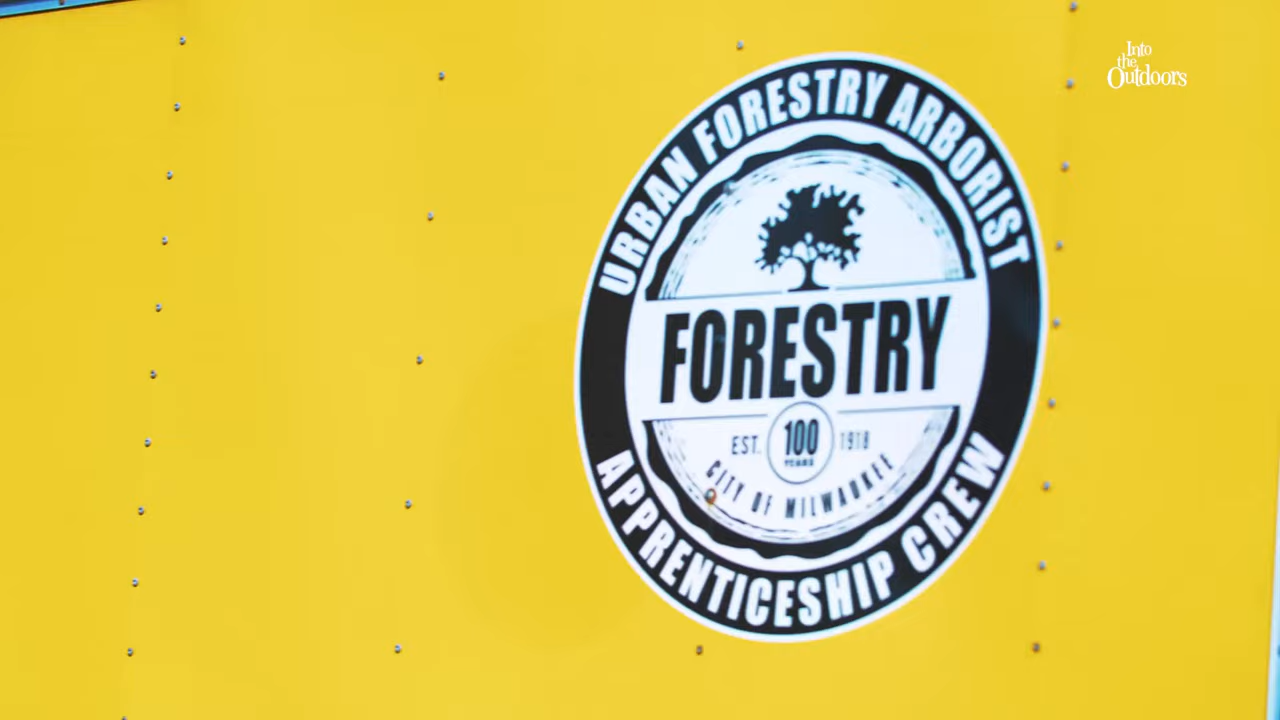 Into
the
Outdoors
URBAN FORESTRY ARBORIST
FORESTRY
EST. 100 1918
YEARS
CITY OF MILWAUKEE
APPRENTICESHIP CREW